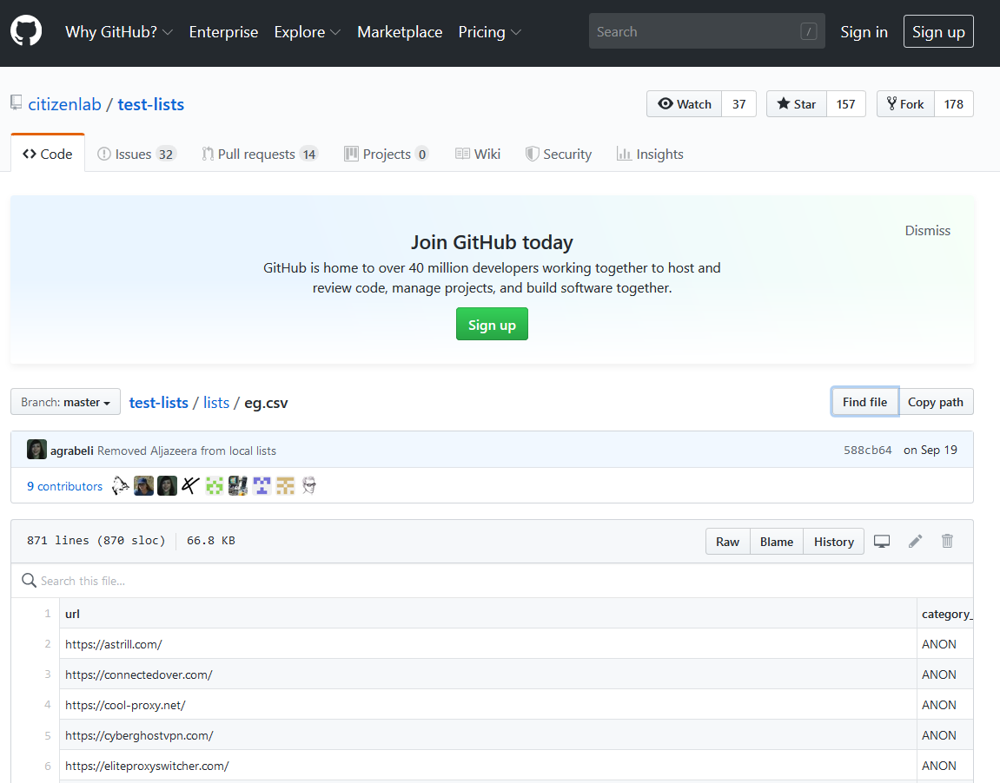 Why GitHub? Enterprise Explore Marketplace Pricing Search / Sign in Sign up
citizenlab / test-lists Watch 37 Star 157 Fork 178
Code Issues 32 Pull requests 14 Projects 0 Wiki Security Insights
Dismiss
Join GitHub today
GitHub is home to over 40 million developers working together to host and
review code, manage projects, and build software together.
Sign up
Branch: master test-lists / lists / eg.csv Find file Copy path
agrabeli Removed Aljazeera from local lists 588cb64 on Sep 19
9 contributors
871 lines (870 sloc) 66.8 KB Raw Blame History
Search this file...
1 url category_
2 https://astrill.com/ ANON
3 https://connectedover.com/ ANON
4 https://cool-proxy.net/ ANON
5 https://cyberghostvpn.com/ ANON
6 https://eliteproxyswitcher.com/ ANON